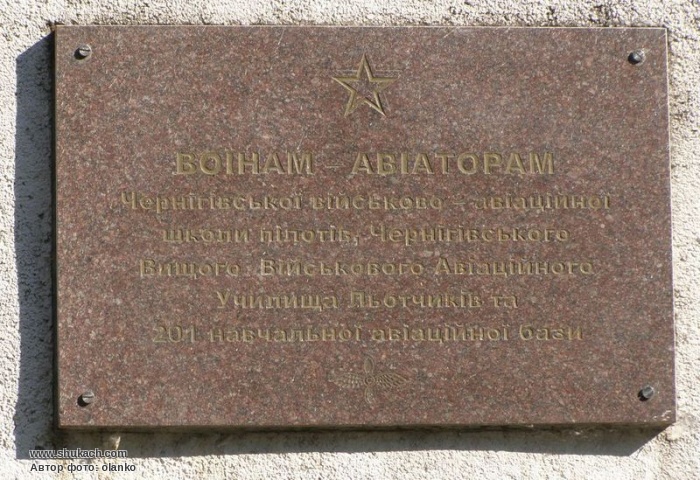 ВОІНАМ – АВІАТОРАМ
Чернігівської військово – авіаційної
школи пілотів, Чернігівського
Вищого Військового Авіаційного
Училища Льотчиків та
201 навчальної авіаційної бази
www.shukach.com
Автор фото: olanko